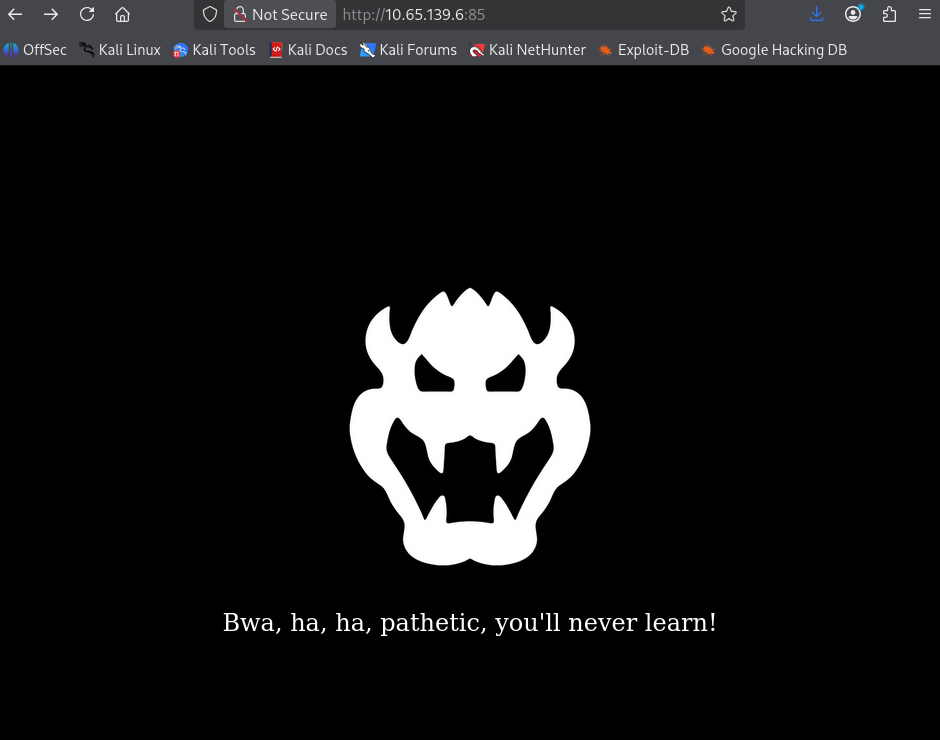 Not Secure http://10.65.139.6:85
OffSec Kali Linux Kali Tools Kali Docs Kali Forums Kali NetHunter Exploit-DB Google Hacking DB
Bwa, ha, ha, pathetic, you'll never learn!